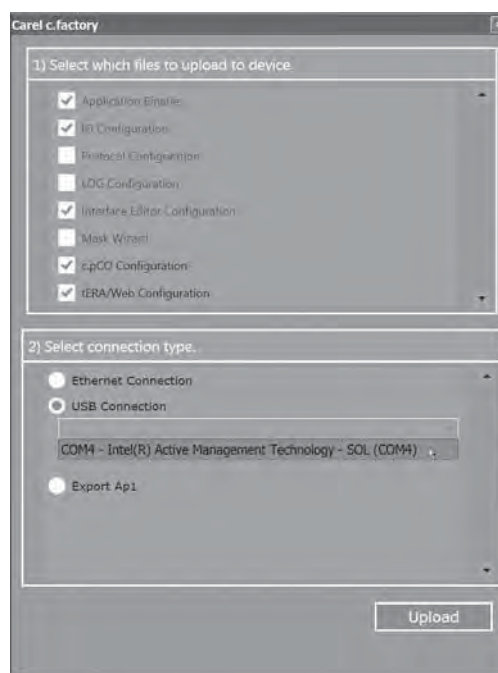 Carel c.factory
1) Select which files to upload to device
Application Binaries
IO Configuration
Protocol Configuration
LOG Configuration
Interface Editor Configuration
Mask Wizard
c.pCO Configuration
tERA/Web Configuration
2) Select connection type.
Ethernet Connection
USB Connection
COM4 - Intel(R) Active Management Technology - SOL (COM4)
Export Ap1
Upload